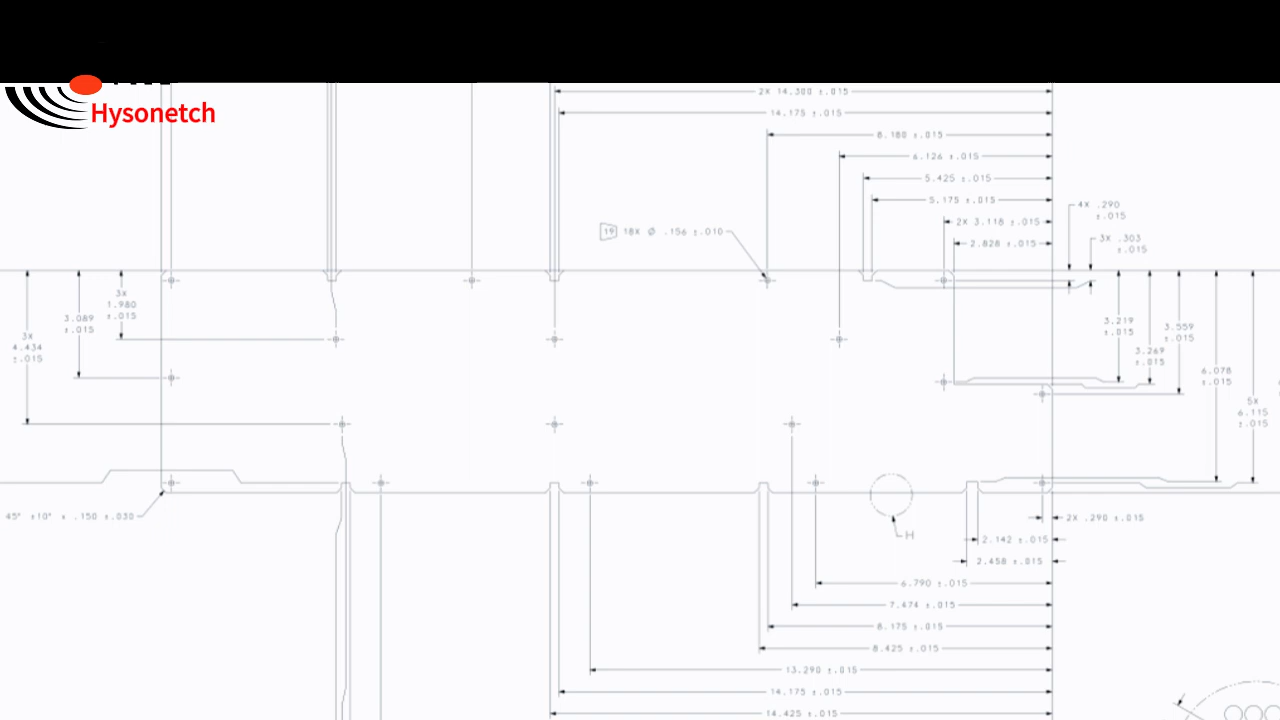 Hysonetch
2X 14.300 ±.015
14.175 ±.015
8.180 ±.015
6.126 ±.015
5.425 ±.015
5.175 ±.015
4X .290
±.015
2X 3.118 ±.015
19 18X Ø .156 ±.010
3X .303
±.015
2.828 ±.015
3X
1.980
±.015
3.089
±.015
3X
4.434
±.015
3.219
±.015
3.559
±.015
3.269
±.015
6.078
±.015
5X
6.115
±.015
45° ±10° x .150 ±.030
2X .290 ±.015
H
2.142 ±.015
2.458 ±.015
6.790 ±.015
7.474 ±.015
8.175 ±.015
8.425 ±.015
13.290 ±.015
14.175 ±.015
14.425 ±.015